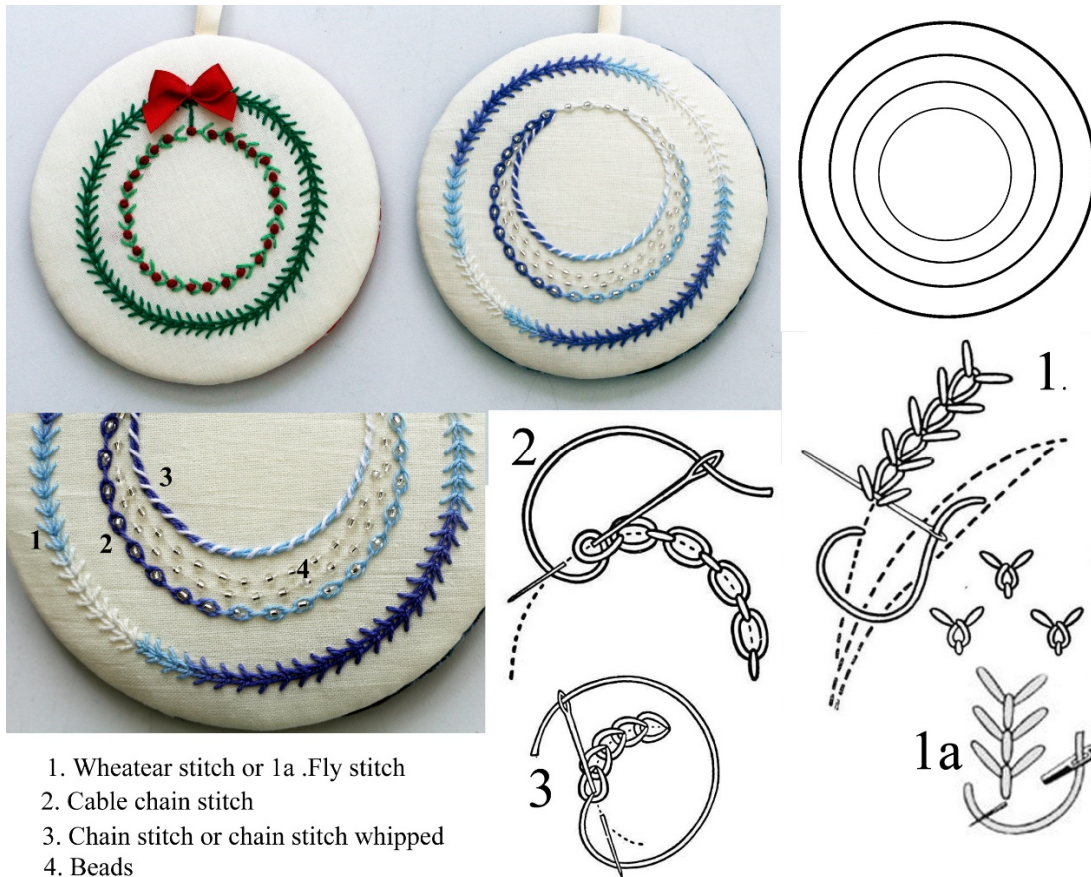 1.
2
3
1
2
4
3
1a
1. Wheatear stitch or 1a .Fly stitch
2. Cable chain stitch
3. Chain stitch or chain stitch whipped
4. Beads